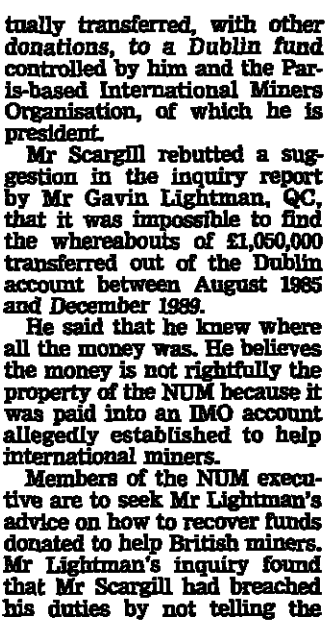 tually transferred, with other
donations, to a Dublin fund
controlled by him and the Par-
is-based International Miners
Organisation, of which he is
president.
Mr Scargill rebutted a sug-
gestion in the inquiry report
by Mr Gavin Lightman, QC,
that it was impossible to find
the whereabouts of £1,050,000
transferred out of the Dublin
account between August 1985
and December 1989.
He said that he knew where
all the money was. He believes
the money is not rightfully the
property of the NUM because it
was paid into an IMO account
allegedly established to help
international miners.
Members of the NUM execu-
tive are to seek Mr Lightman's
advice on how to recover funds
donated to help British miners.
Mr Lightman's inquiry found
that Mr Scargill had breached
his duties by not telling the